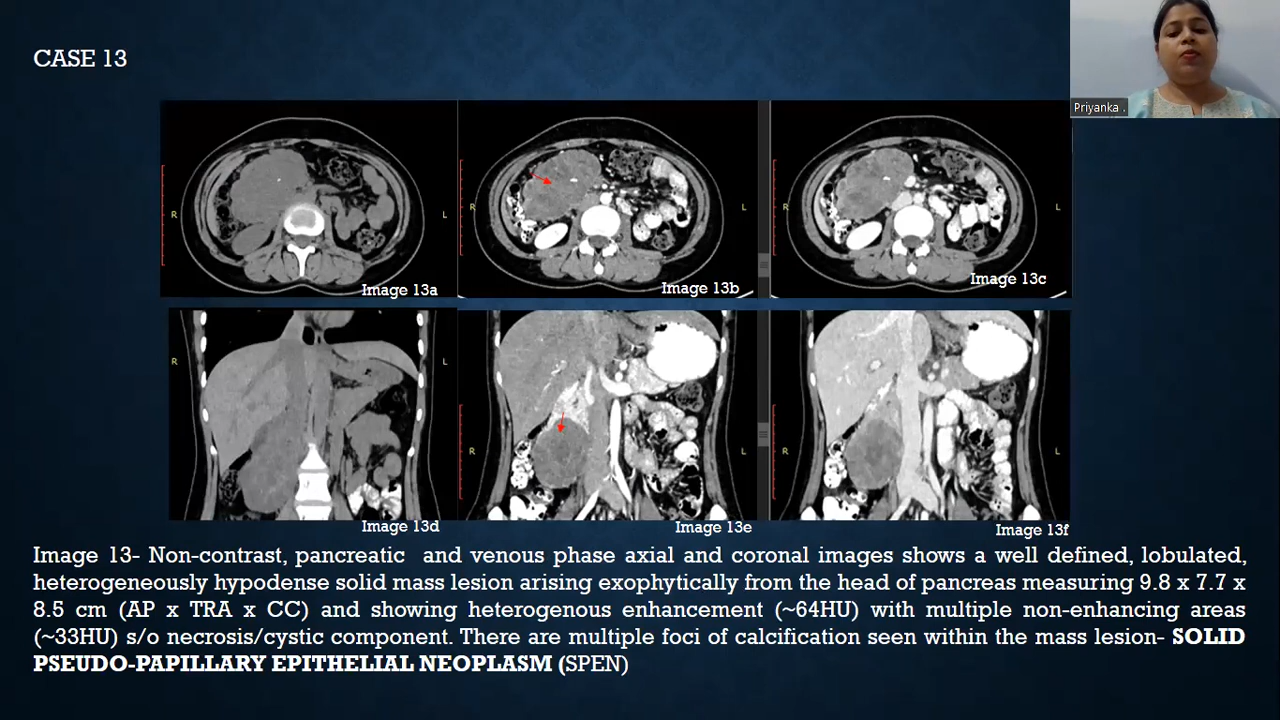 CASE 13
Priyanka .
R
L
Image 13a
R
L
Image 13b
R
Image 13c
R
L
Image 13d
R
L
Image 13e
R
L
Image 13f
Image 13- Non-contrast, pancreatic and venous phase axial and coronal images shows a well defined, lobulated,
heterogeneously hypodense solid mass lesion arising exophytically from the head of pancreas measuring 9.8 x 7.7 x
8.5 cm (AP x TRA x CC) and showing heterogenous enhancement (~64HU) with multiple non-enhancing areas
(~33HU) s/o necrosis/cystic component. There are multiple foci of calcification seen within the mass lesion- SOLID
PSEUDO-PAPILLARY EPITHELIAL NEOPLASM (SPEN)